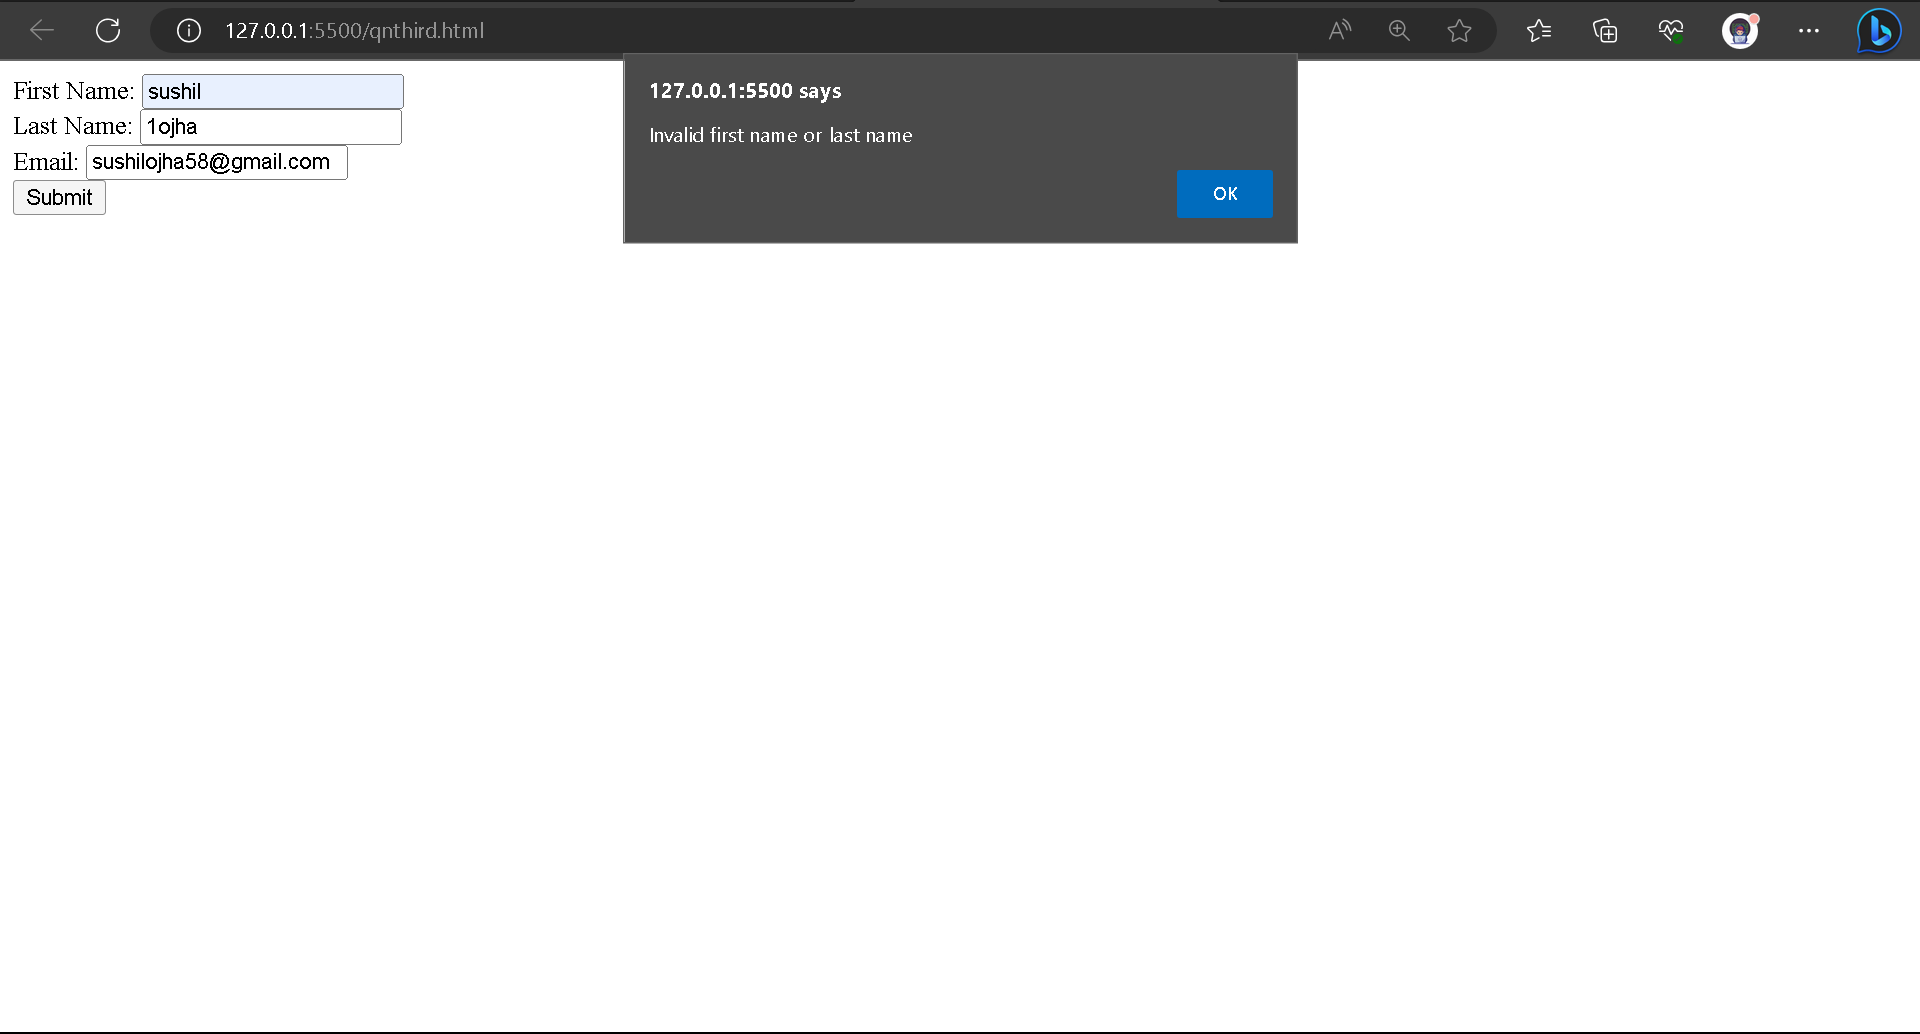 127.0.0.1:5500/qnthird.html
127.0.0.1:5500 says
Invalid first name or last name
OK
First Name: sushil
Last Name: 1ojha
Email: sushilojha58@gmail.com
Submit